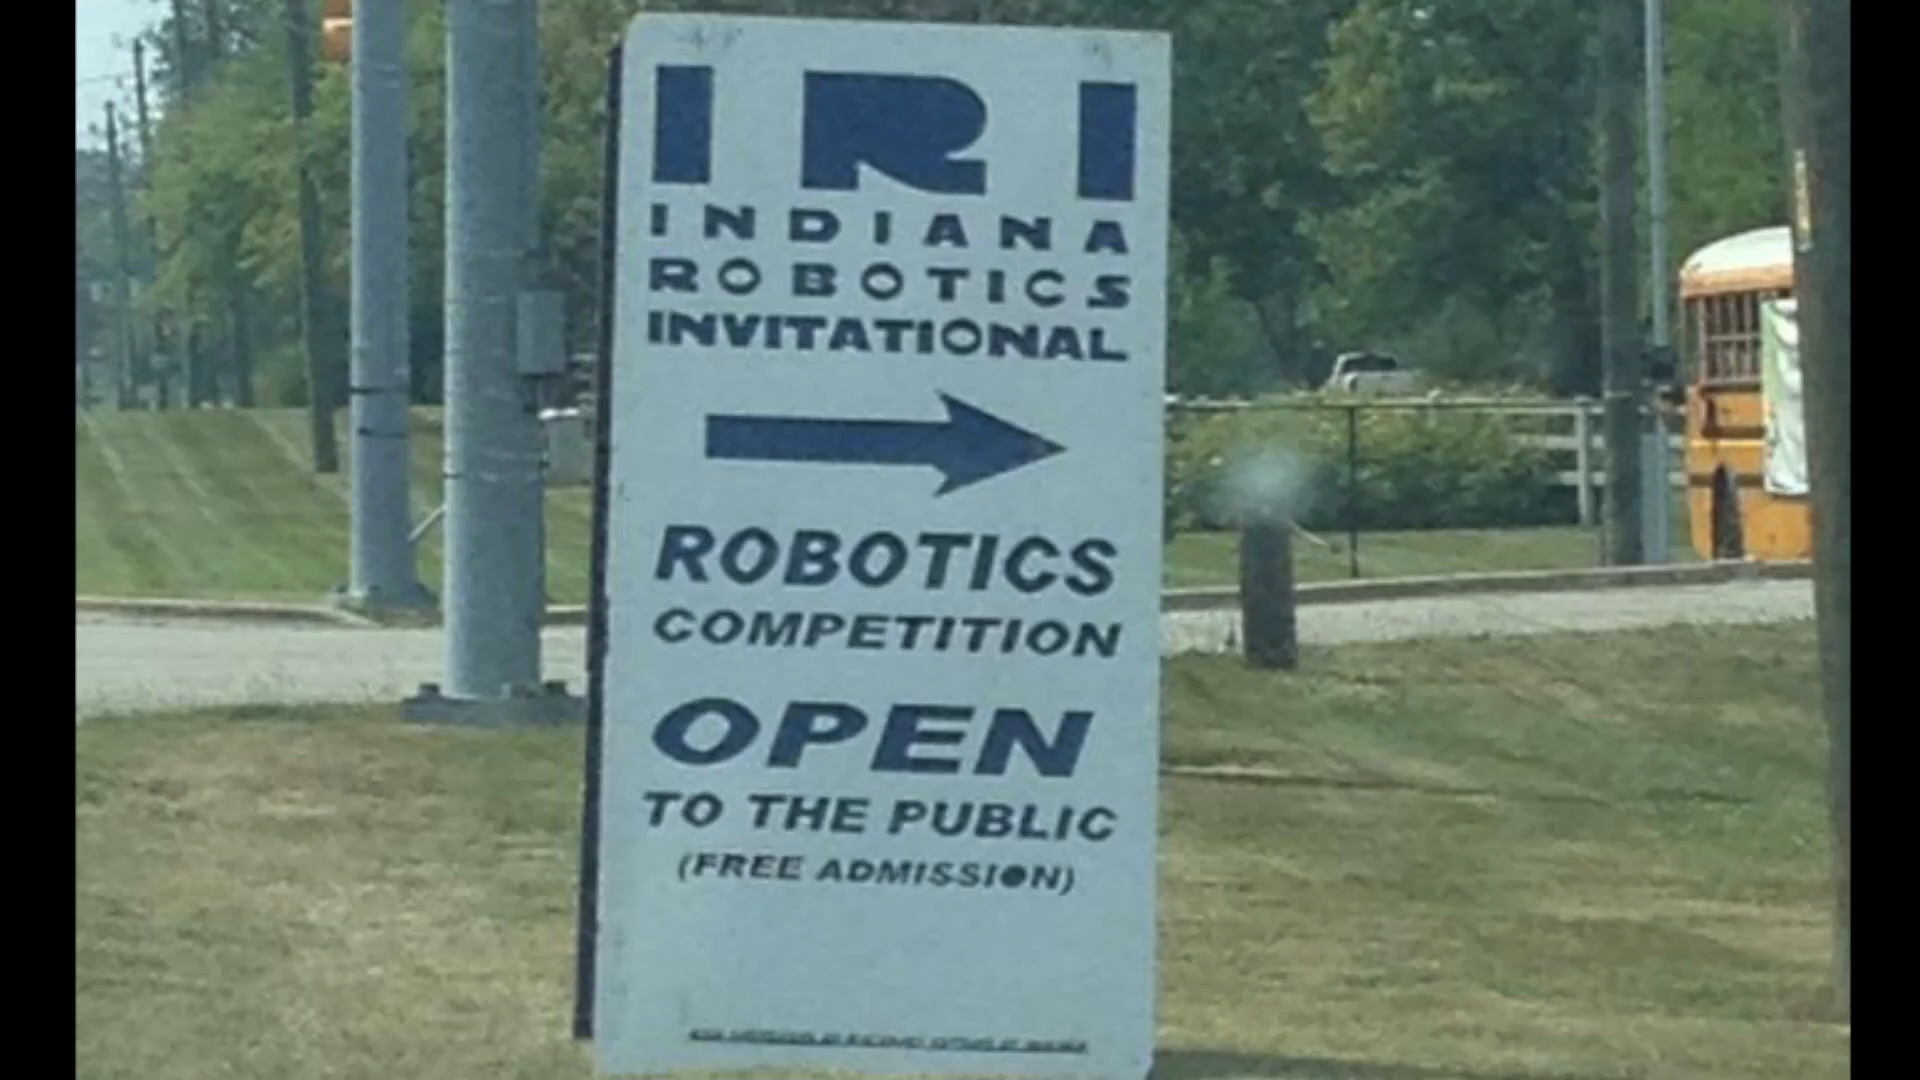 IRI
INDIANA
ROBOTICS
INVITATIONAL
ROBOTICS
COMPETITION
OPEN
TO THE PUBLIC
(FREE ADMISSION)